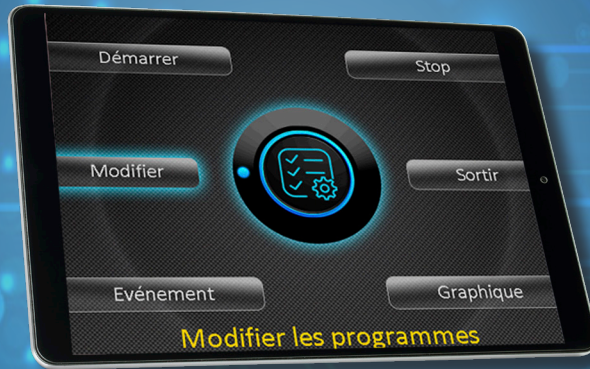 Démarrer
Stop
Modifier
Sortir
Evénement
Graphique
Modifier les programmes